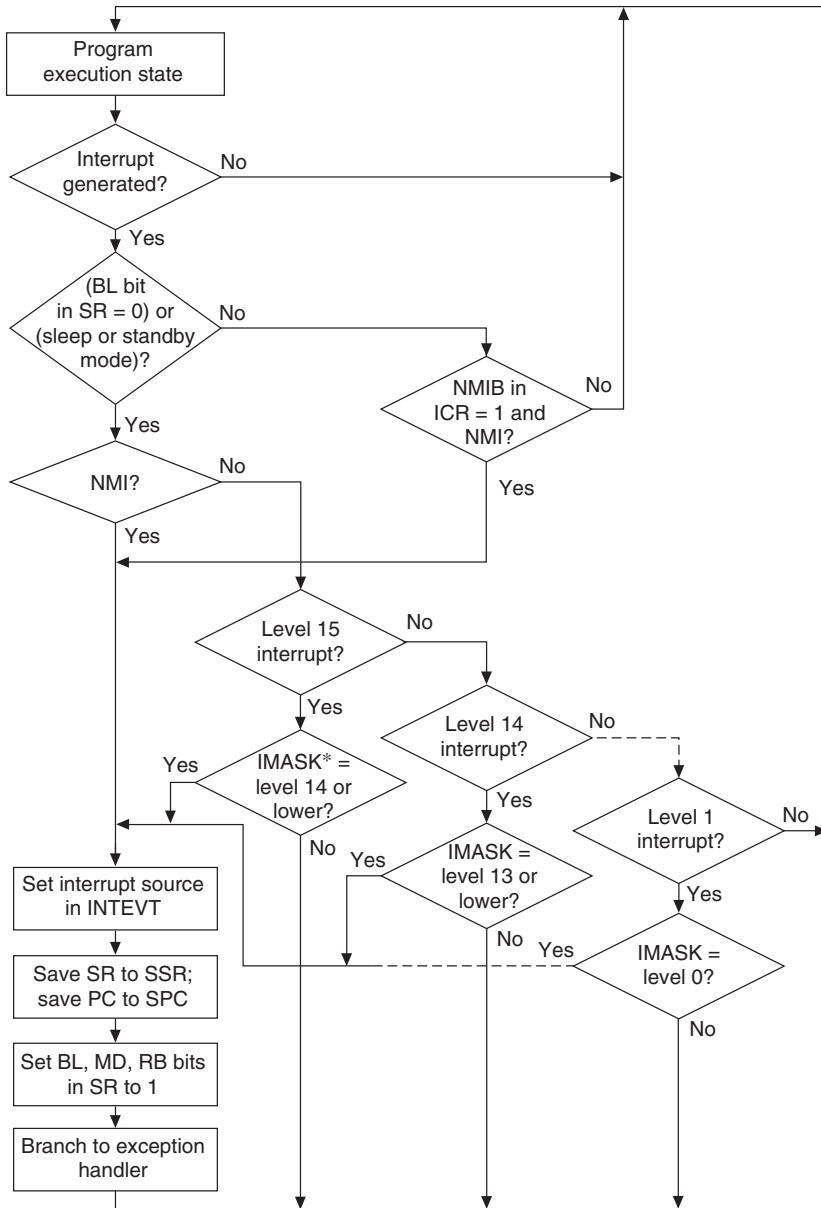 Program
execution state
Interrupt
generated?
No
Yes
(BL bit
in SR = 0) or
(sleep or standby
mode)?
No
Yes
NMIB in
ICR = 1 and
NMI?
No
Yes
NMI?
No
Yes
Level 15
interrupt?
No
Yes
Level 14
interrupt?
No
Yes
IMASK* =
level 14 or
lower?
Yes
No
Level 1
interrupt?
No
Yes
IMASK =
level 13 or
lower?
Yes
No
IMASK =
level 0?
Yes
No
Set interrupt source
in INTEVT
Save SR to SSR;
save PC to SPC
Set BL, MD, RB bits
in SR to 1
Branch to exception
handler